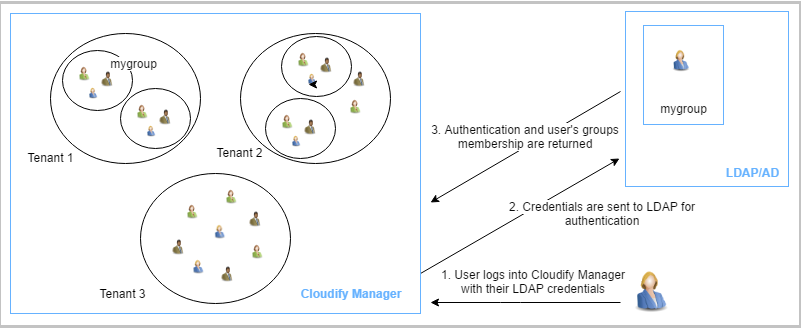 mygroup
Tenant 1
Tenant 2
Tenant 3
Cloudify Manager
mygroup
LDAP/AD
3. Authentication and user's groups
membership are returned
2. Credentials are sent to LDAP for
authentication
1. User logs into Cloudify Manager
with their LDAP credentials